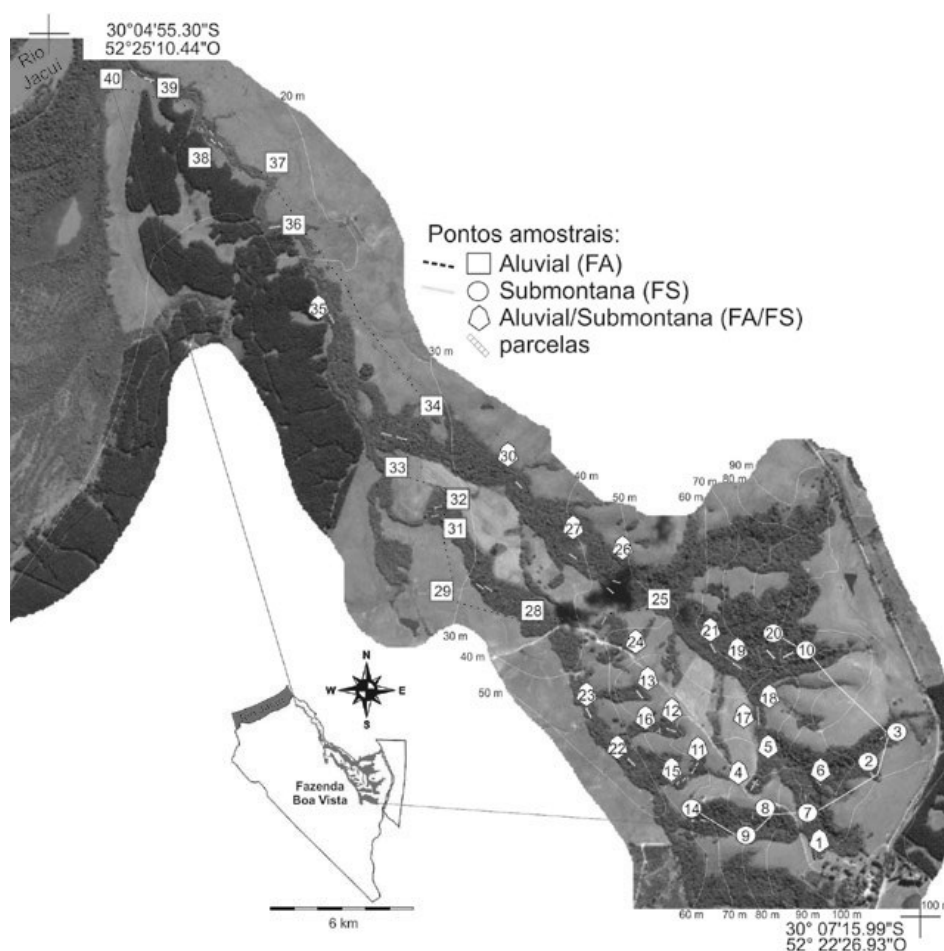 30°04'55.30"S
52°25'10.44"O
Rio
Jacuí
40
39
20 m
38
37
36
Pontos amostrais:
Aluvial (FA)
Submontana (FS)
Aluvial/Submontana (FA/FS)
parcelas
35
30 m
34
30
33
32
31
40 m
50 m
60 m
70 m
80 m
90 m
27
26
29
28
25
30 m
40 m
50 m
24
21
19
20
10
13
23
16
12
18
17
3
22
11
5
2
15
4
6
14
8
7
9
1
N
W E
S
Fazenda
Boa Vista
6 km
60 m
70 m
80 m
90 m
100 m
100 m
30° 07'15.99"S
52° 22'26.93"O